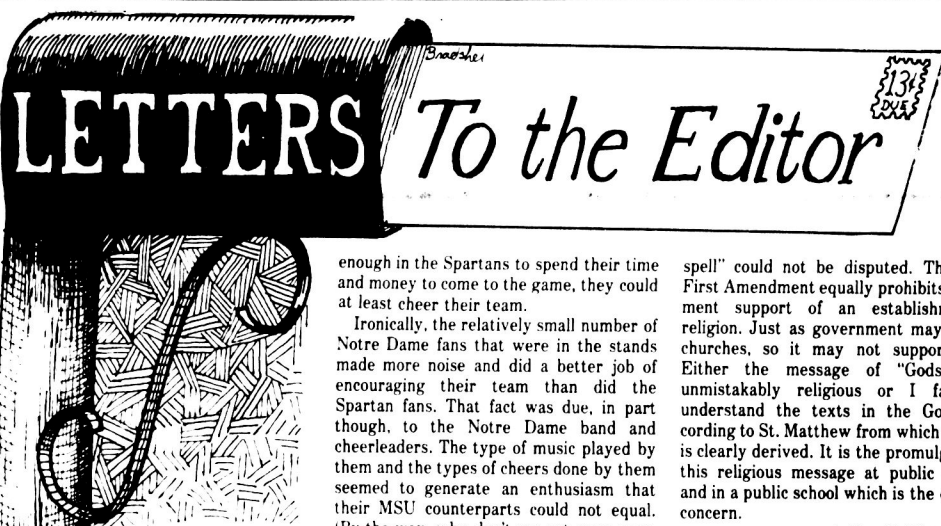 Bradsher
LETTERS To the Editor
13¢
DUE
enough in the Spartans to spend their time
and money to come to the game, they could
at least cheer their team.
Ironically, the relatively small number of
Notre Dame fans that were in the stands
made more noise and did a better job of
encouraging their team than did the
Spartan fans. That fact was due, in part
though, to the Notre Dame band and
cheerleaders. The type of music played by
them and the types of cheers done by them
seemed to generate an enthusiasm that
their MSU counterparts could not equal.
spell" could not be disputed. Th
First Amendment equally prohibits
ment support of an establishm
religion. Just as government may
churches, so it may not suppor
Either the message of "Gods
unmistakably religious or I fa
understand the texts in the Go
cording to St. Matthew from which
is clearly derived. It is the promulg
this religious message at public
and in a public school which is the
concern.